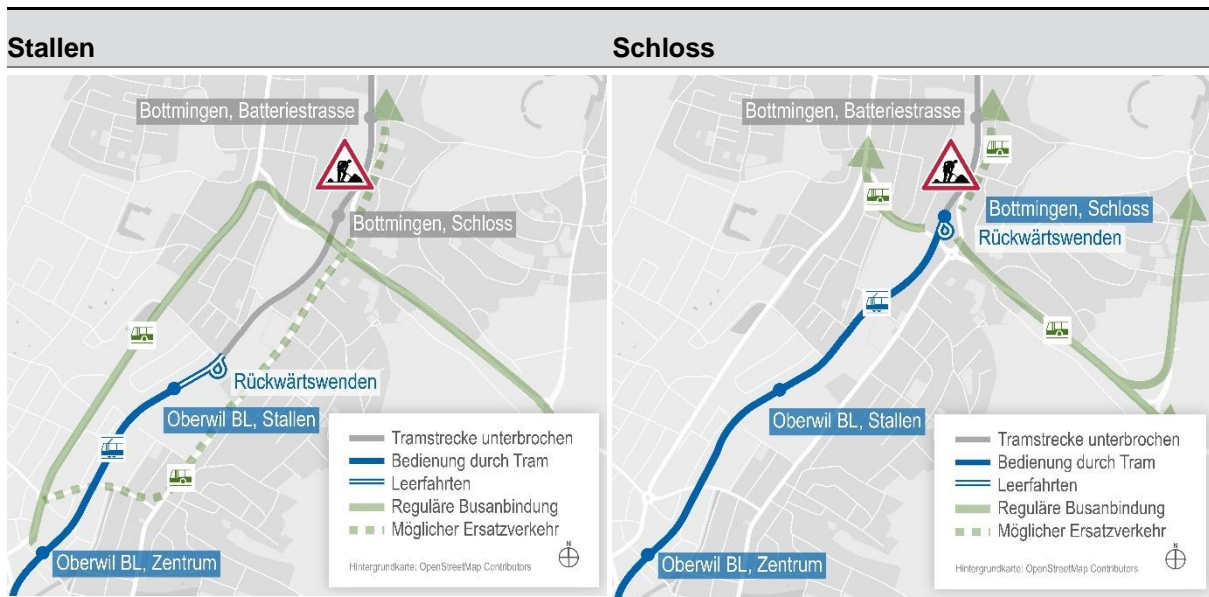 Stallen
Schloss
Bottmingen, Batteriestrasse
Bottmingen, Schloss
Rückwärtswenden
Oberwil BL, Stallen
Oberwil BL, Zentrum
Tramstrecke unterbrochen
Bedienung durch Tram
Leerfahrten
Reguläre Busanbindung
Möglicher Ersatzverkehr
N
Hintergrundkarte: OpenStreetMap Contributors
Bottmingen, Batteriestrasse
Bottmingen, Schloss
Rückwärtswenden
Oberwil BL, Stallen
Oberwil BL, Zentrum
Tramstrecke unterbrochen
Bedienung durch Tram
Leerfahrten
Reguläre Busanbindung
Möglicher Ersatzverkehr
N
Hintergrundkarte: OpenStreetMap Contributors